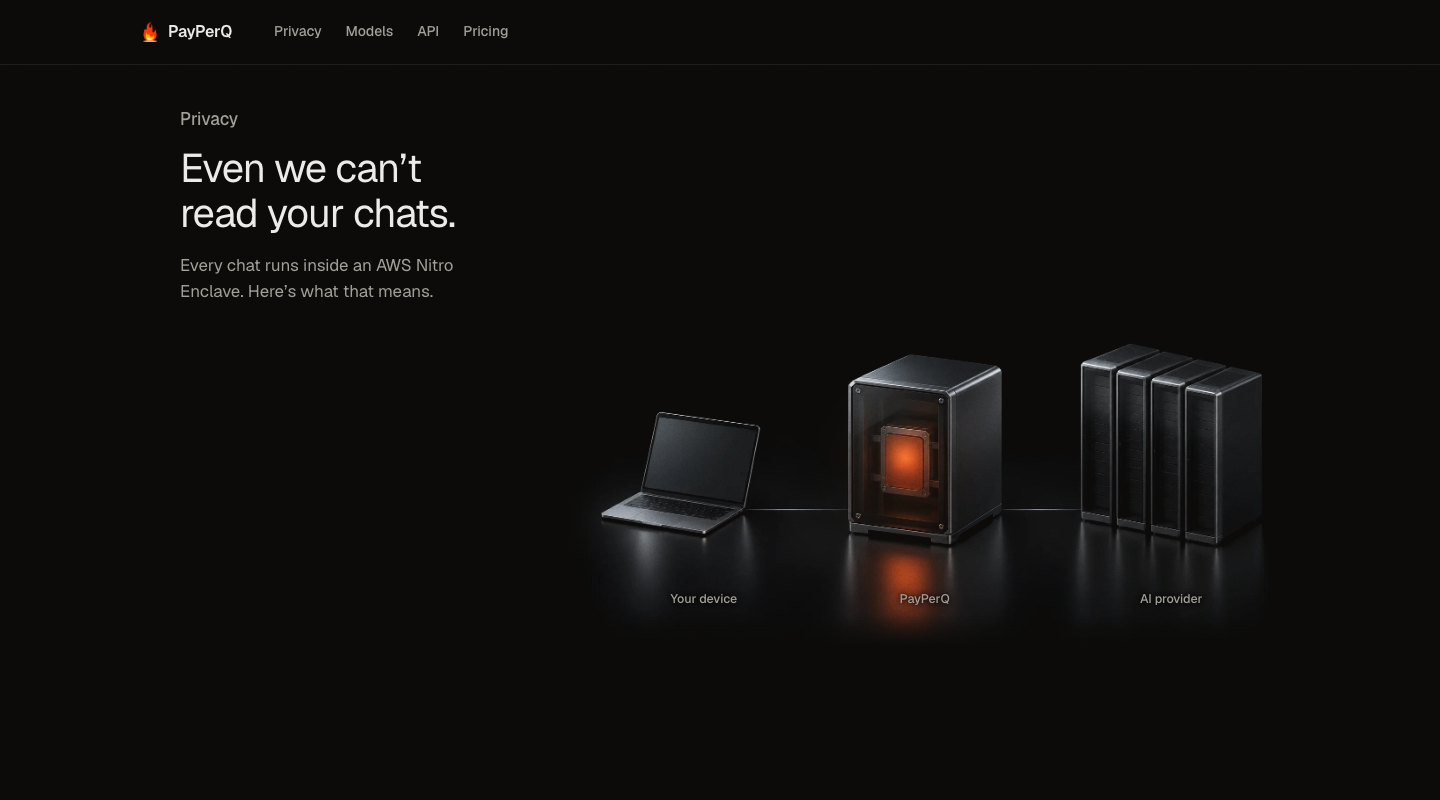 PayPerQ
Privacy
Models
API
Pricing
Privacy
Even we can’t
read your chats.
Every chat runs inside an AWS Nitro
Enclave. Here’s what that means.
Your device
PayPerQ
AI provider